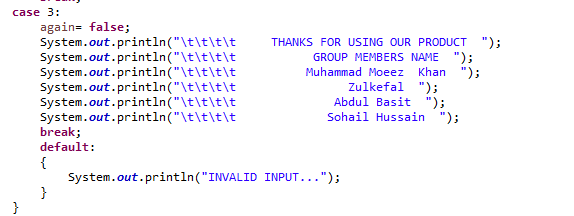 break;
case 3:
again= false;
System.out.println("\t\t\t\t     THANKS FOR USING OUR PRODUCT  ");
System.out.println("\t\t\t\t           GROUP MEMBERS NAME  ");
System.out.println("\t\t\t\t          Muhammad Moeez  Khan  ");
System.out.println("\t\t\t\t                Zulkefal  ");
System.out.println("\t\t\t\t              Abdul Basit  ");
System.out.println("\t\t\t\t             Sohail Hussain  ");
break;
default:
{
System.out.println("INVALID INPUT...");
}
}